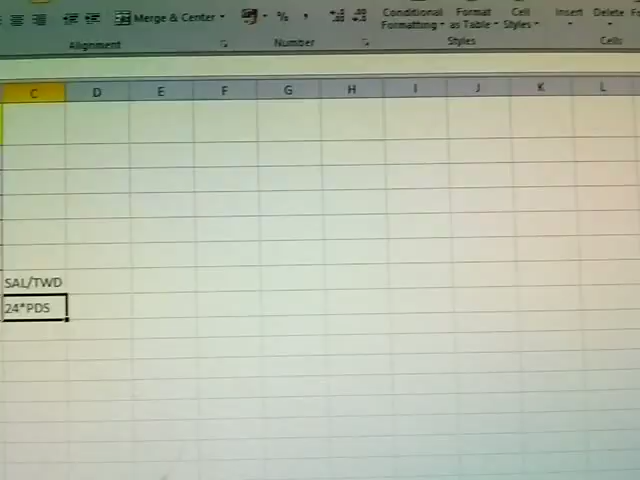 Merge & Center
%
,
Conditional
Formatting
Format
as Table
Cell
Styles
Insert
Delete
Alignment
Number
Styles
Cells
C D E F G H I J K L
SAL/TWD
24*PDS